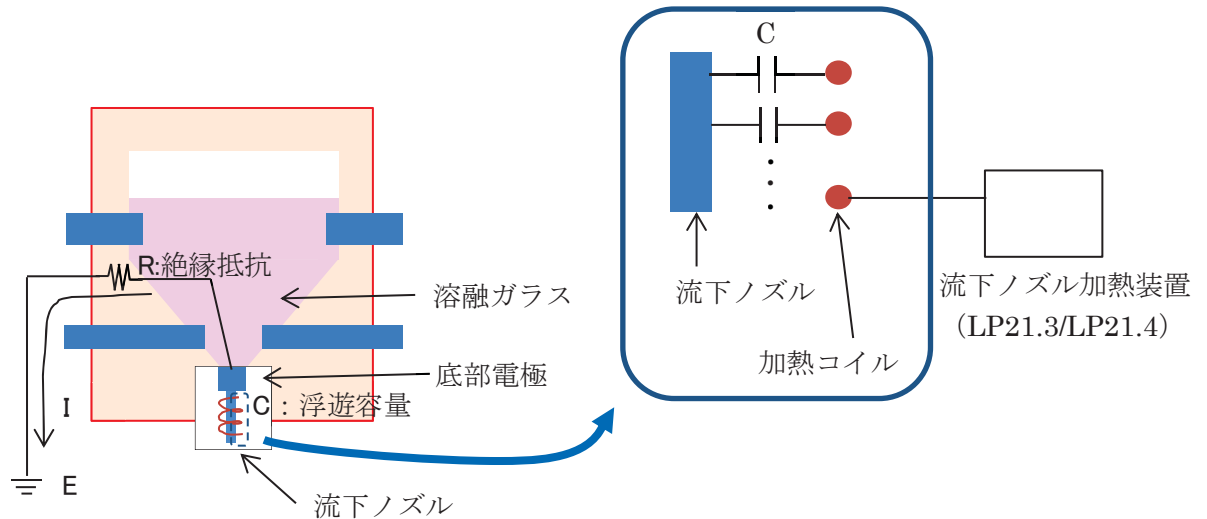 R:絶縁抵抗
溶融ガラス
底部電極
C：浮遊容量
I
E
流下ノズル
C
流下ノズル
加熱コイル
流下ノズル加熱装置
（LP21.3/LP21.4）